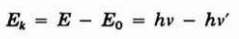 E_k = E − E_0 = hν − hν′